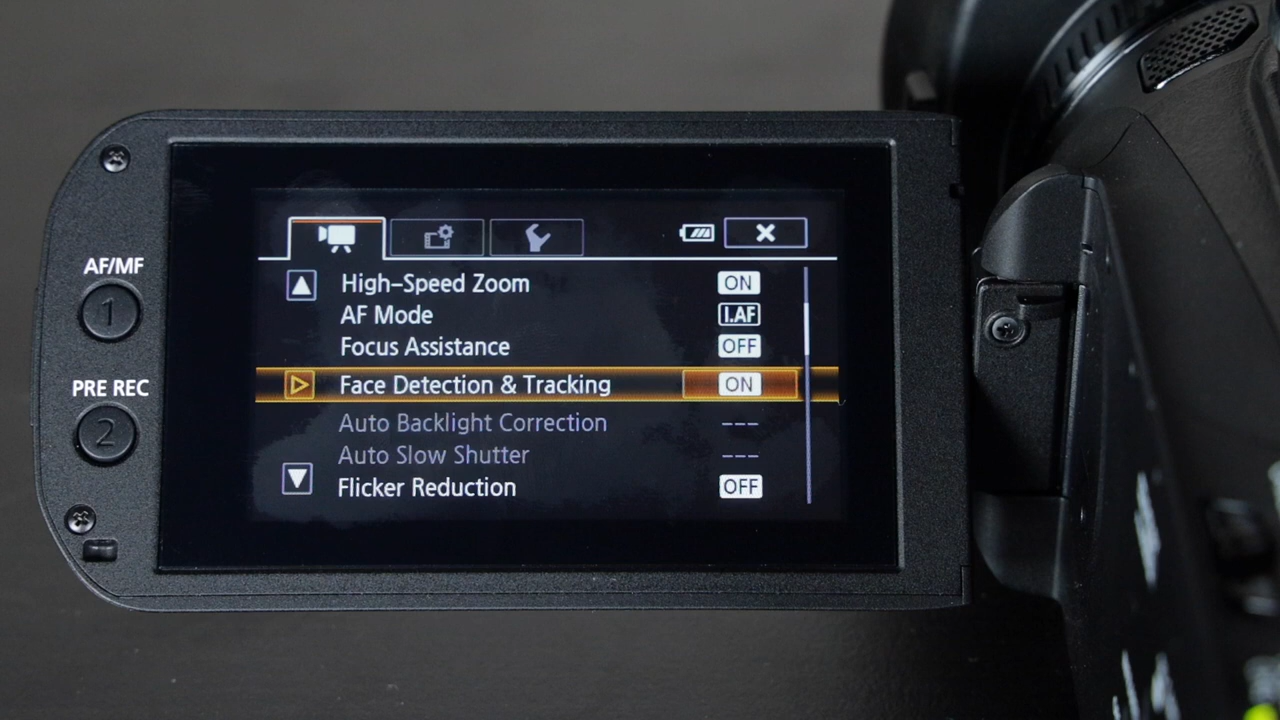 AF/MF
1
PRE REC
2
High-Speed Zoom ON
AF Mode I.AF
Focus Assistance OFF
Face Detection & Tracking ON
Auto Backlight Correction ---
Auto Slow Shutter ---
Flicker Reduction OFF